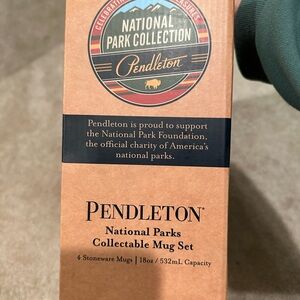 CELEBRATING
NATIONAL
PARK COLLECTION
Pendleton
Pendleton is proud to support
the National Park Foundation,
the official charity of America's
national parks.
PENDLETON
National Parks
Collectable Mug Set
4 Stoneware Mugs | 18oz / 532mL Capacity